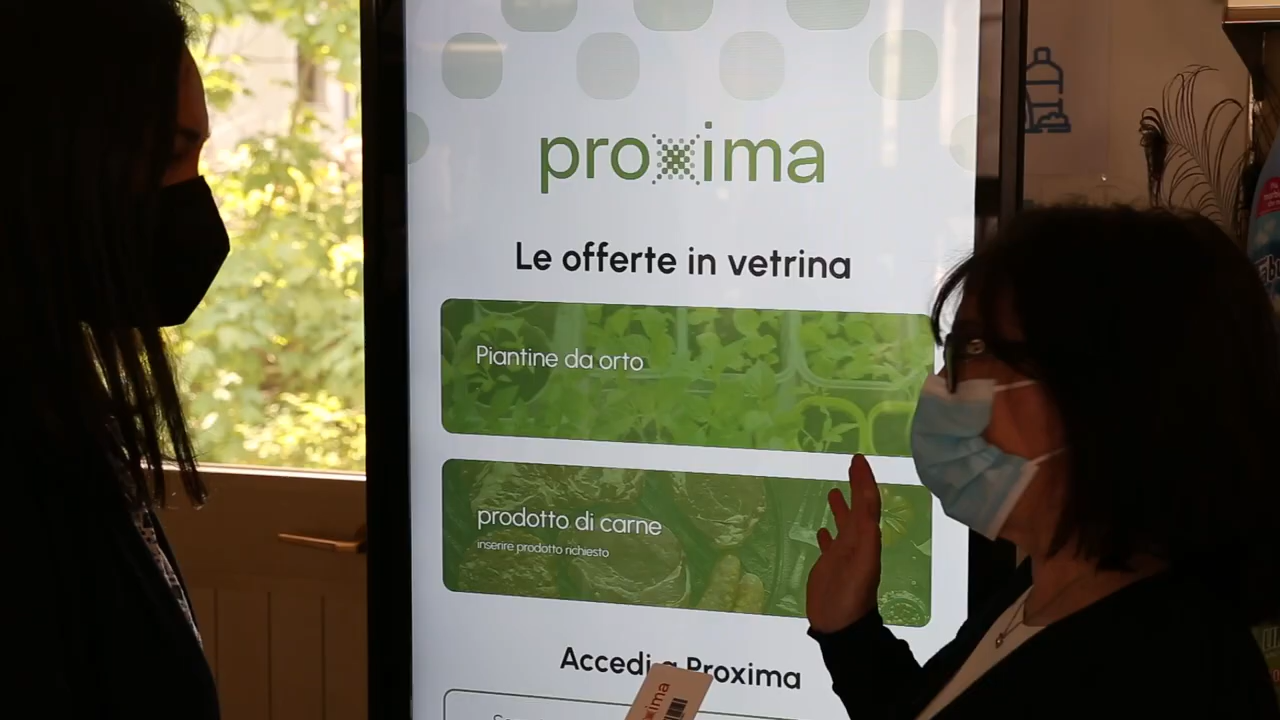 proxima
Le offerte in vetrina
Piantine da orto
prodotto di carne
inserire prodotto richiesto
Accedi a Proxima